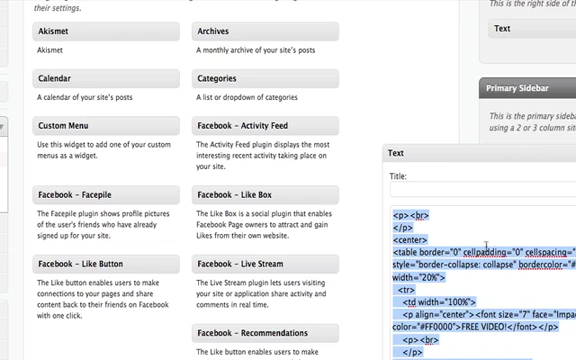 their settings.
Akismet
Akismet
Archives
A monthly archive of your site's posts
Calendar
A calendar of your site's posts
Categories
A list or dropdown of categories
Custom Menu
Use this widget to add one of your custom
menus as a widget.
Facebook - Activity Feed
The Activity Feed plugin displays the most
interesting recent activity taking place on
your site.
Facebook - Facepile
The Facepile plugin shows profile pictures
of the user's friends who have already
signed up for your site.
Facebook - Like Box
The Like Box is a social plugin that enables
Facebook Page owners to attract and gain
Likes from their own website.
Facebook - Like Button
The Like button enables users to make
connections to your pages and share
content back to their friends on Facebook
with one click.
Facebook - Live Stream
The Live Stream plugin lets users visiting
your site or application share activity and
comments in real time.
Facebook - Recommendations
The Like button enables users to make
This is the right side of the
Text
Primary Sidebar
This is the primary sideba
using a 2 or 3 column sit
Text
Title:
<p><br>
</p>
<center>
<table border="0" cellpadding="0" cellspacing="
style="border-collapse: collapse" bordercolor="#
width="20%">
<tr>
<td width="100%">
<p align="center"><font size="7" face="Impa
color="#FF0000">FREE VIDEO!</font></p>
<p><br>
</p>